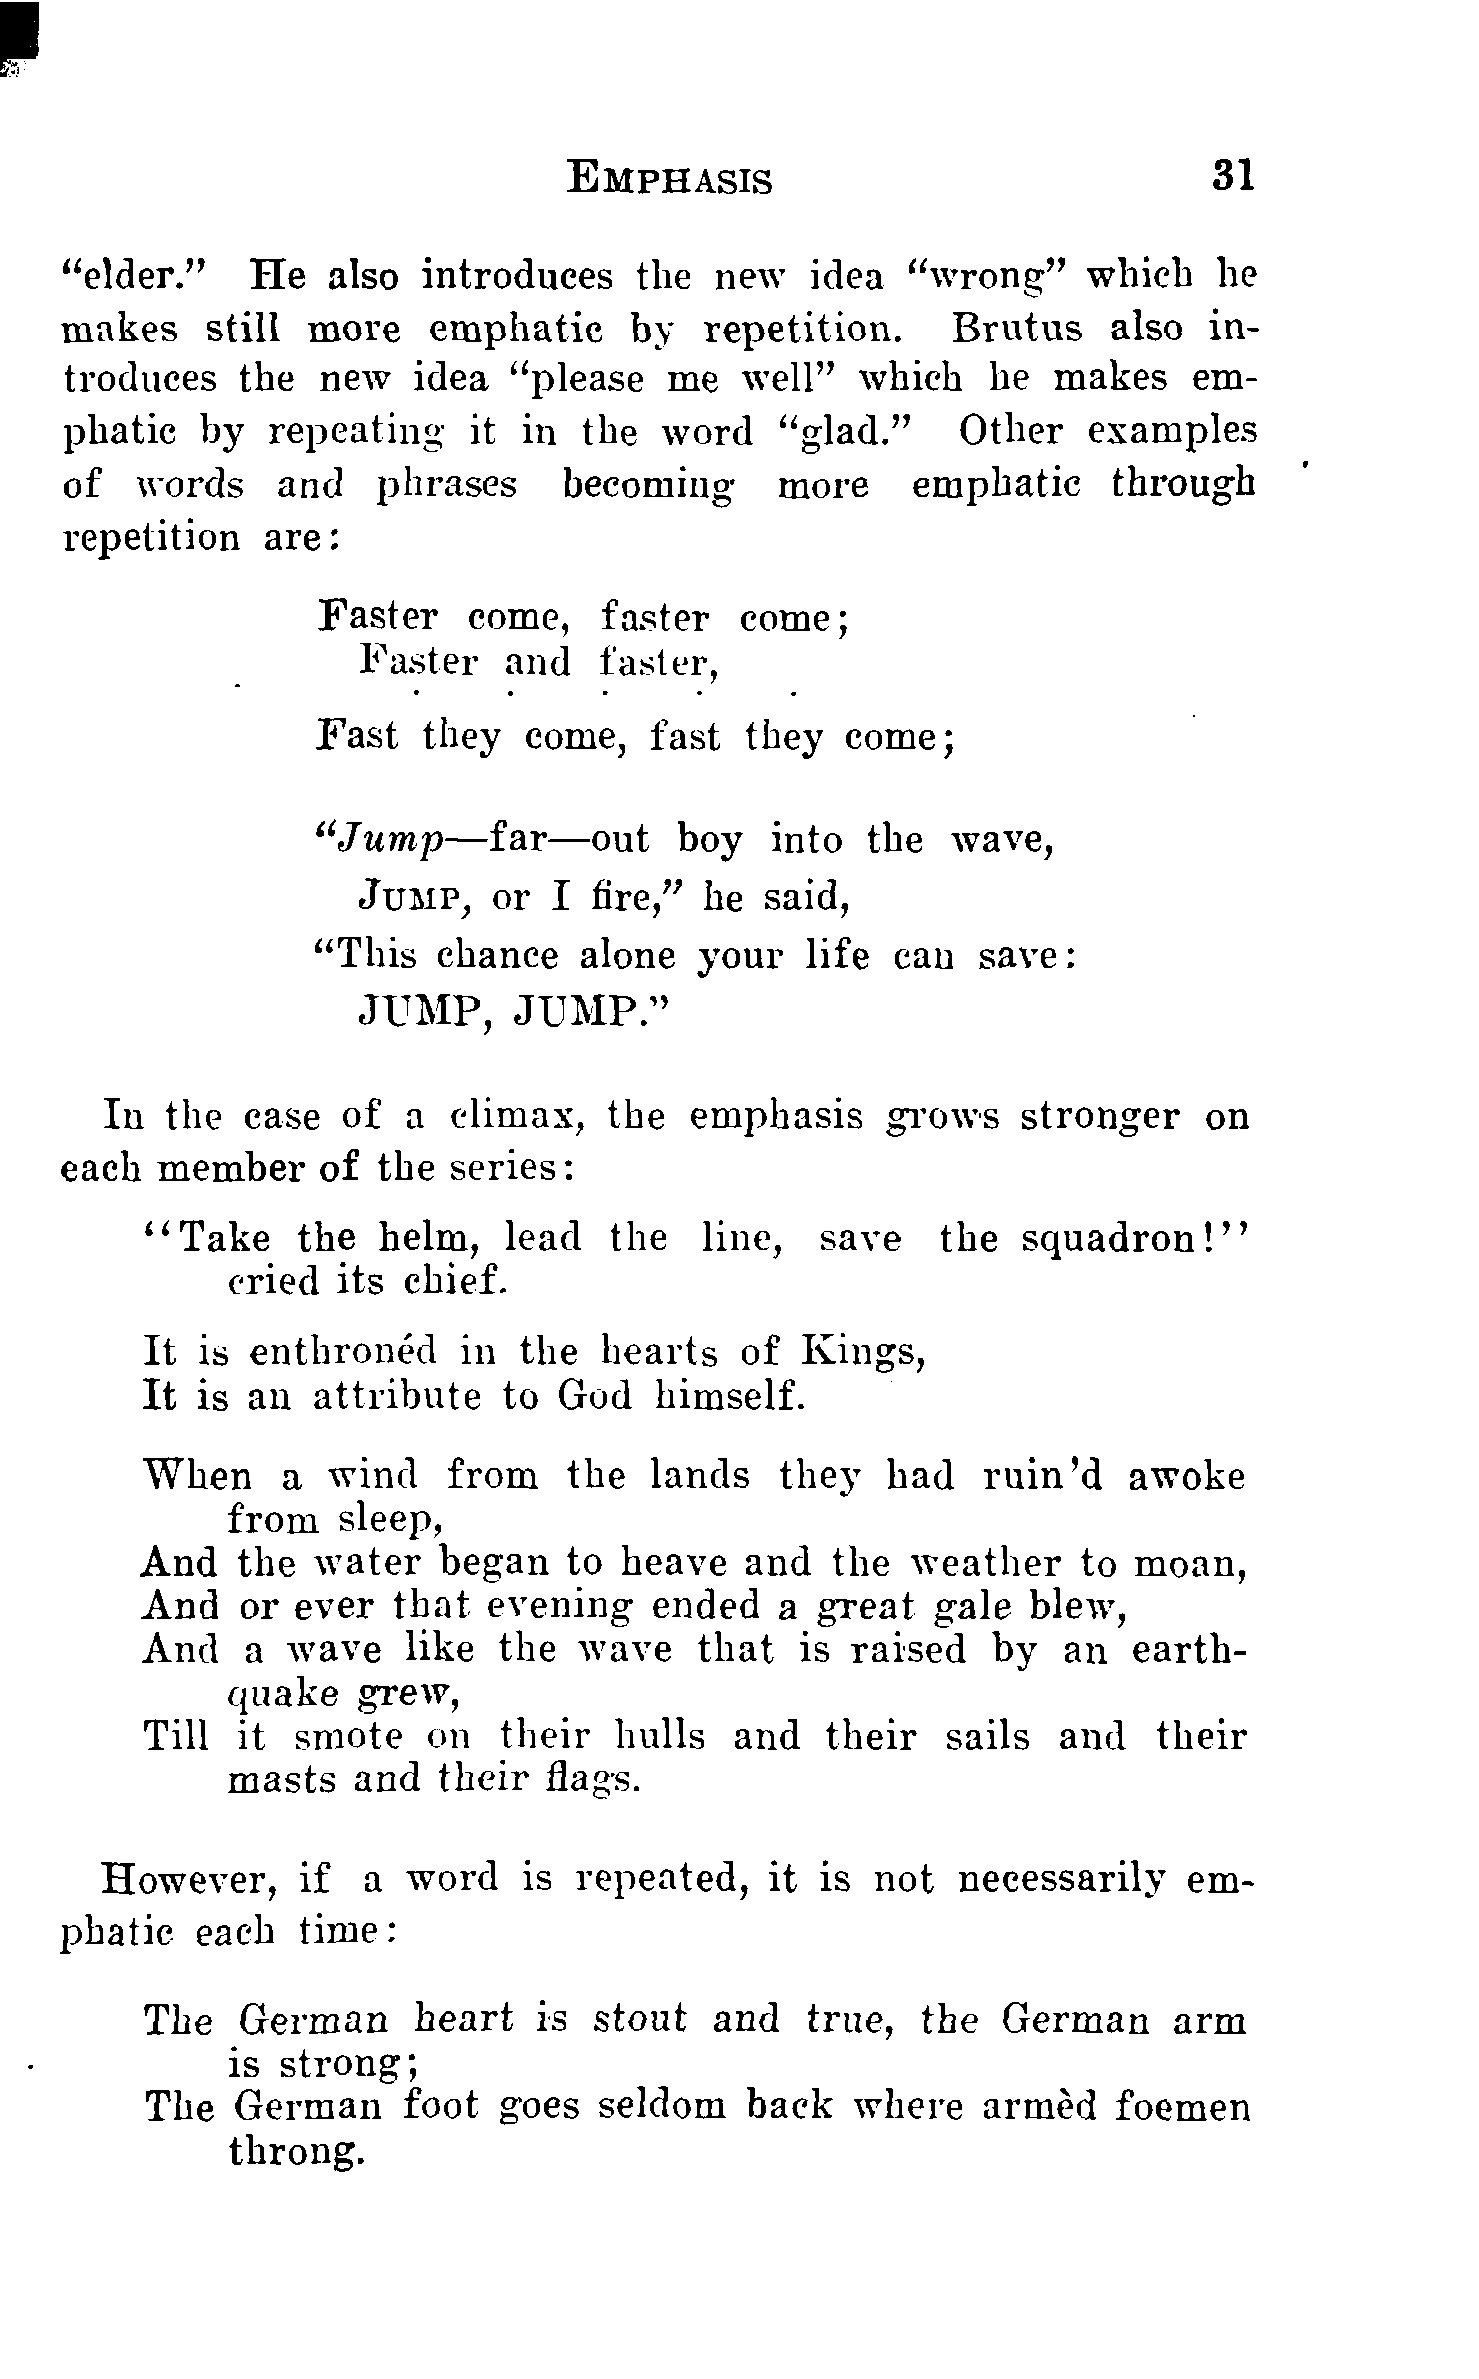 EMPHASIS 31
"elder." He also introduces the new idea "wrong" which he
makes still more emphatic by repetition. Brutus also in-
troduces the new idea "please me well" which he makes em-
phatic by repeating it in the word "glad." Other examples
of words and phrases becoming more emphatic through
repetition are:
Faster come, faster come;
Faster and faster,
. . . . .
Fast they come, fast they come;
"Jump—far—out boy into the wave,
JUMP, or I fire," he said,
"This chance alone your life can save:
JUMP, JUMP."
In the case of a climax, the emphasis grows stronger on
each member of the series:
"Take the helm, lead the line, save the squadron!"
cried its chief.
It is enthronéd in the hearts of Kings,
It is an attribute to God himself.
When a wind from the lands they had ruin'd awoke
from sleep,
And the water began to heave and the weather to moan,
And or ever that evening ended a great gale blew,
And a wave like the wave that is raised by an earth-
quake grew,
Till it smote on their hulls and their sails and their
masts and their flags.
However, if a word is repeated, it is not necessarily em-
phatic each time:
The German heart is stout and true, the German arm
is strong;
The German foot goes seldom back where armèd foemen
throng.